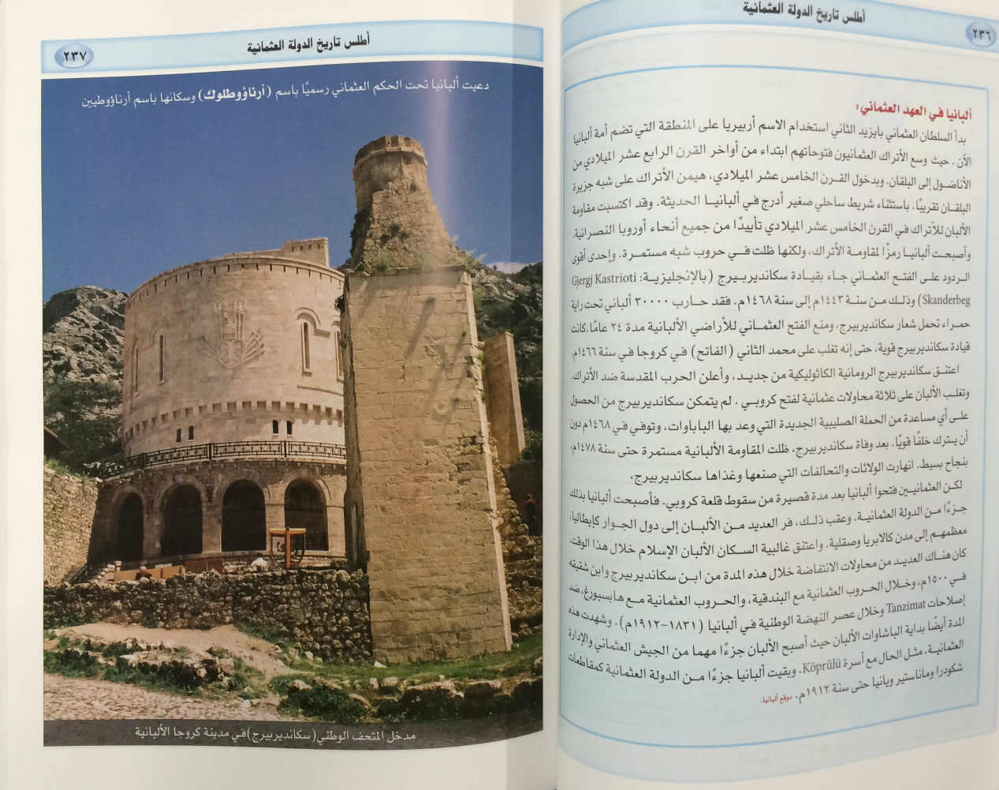 أطلس تاريخ الدولة العثمانية
٢٣٦
ألبانيا في العهد العثماني:
بدأ السلطان العثماني بايزيد الثاني استخدام الاسم أربيريا على المنطقة التي تضم أمة ألبانيا
الآن. حيث وسع الأتراك العثمانيون فتوحاتهم ابتداء من أواخر القرن الرابع عشر الميلادي من
الأناضول إلى البلقان. وبدخول القرن الخامس عشر الميلادي، هيمن الأتراك على شبه جزيرة
البلقان تقريبًا، باستثناء شريط ساحلي صغير أدرج في ألبانيا الحديثة. وقد اكتسبت مقاومة
الألبان للأتراك في القرن الخامس عشر الميلادي تأييدًا من جميع أنحاء أوروبا النصرانية.
وأصبحت ألبانيا رمزًا لمقاومة الأتراك، ولكنها ظلت في حروب شبه مستمرة. وإحدى أقوى
الردود على الفتح العثماني جاء بقيادة سكانديربيرج (بالإنجليزية: Gjergj Kastrioti
Skanderbeg) وذلك من سنة ١٤٤٣م إلى سنة ١٤٦٨م. فقد حارب ٣٠٠٠٠ ألباني تحت راية
حمراء تحمل شعار سكانديربيرج، ومنع الفتح العثماني للأراضي الألبانية مدة ٢٤ عامًا.كانت
قيادة سكانديربيرج قوية، حتى إنه تغلب على محمد الثاني (الفاتح) في كروجا في سنة ١٤٦٦م.
اعتنق سكانديربيرج الرومانية الكاثوليكية من جديد، وأعلن الحرب المقدسة ضد الأتراك.
وتغلب الألبان على ثلاثة محاولات عثمانية لفتح كروبي. لم يتمكن سكانديربيرج من الحصول
على أي مساعدة من الحملة الصليبية الجديدة التي وعد بها الباباوات، وتوفي في ١٤٦٨م دون
أن يترك خلفًا قويًا. بعد وفاة سكانديربيرج، ظلت المقاومة الألبانية مستمرة حتى سنة ١٤٧٨م،
بنجاح بسيط. انهارت الولاثات والتحالفات التي صنعها وغذاها سكانديربيرج،
لكن العثمانيين فتحوا ألبانيا بعد مدة قصيرة من سقوط قلعة كروبي. فأصبحت ألبانيا بذلك
جزءًا من الدولة العثمانية. وعقب ذلك، فر العديد من الألبان إلى دول الجوار كإيطاليا،
معظمهم إلى مدن كالابريا وصقلية. واعتنق غالبية السكان الألبان الإسلام خلال هذا الوقت.
كان هناك العديد من محاولات الانتفاضة خلال هذه المدة من ابن سكانديربيرج وابن شقيقه
في ١٥٠٠م، وخلال الحروب العثمانية مع البندقية، والحروب العثمانية مع هابسبورغ، ضد
إصلاحات Tanzimat وخلال عصر النهضة الوطنية في ألبانيا (١٨٣١-١٩١٢م). وشهدت هذه
المدة أيضًا بداية الباشاوات الألبان حيث أصبح الألبان جزءًا مهما من الجيش العثماني والإدارة
العثمانية، مثل الحال مع أسرة Köprülü. وبقيت ألبانيا جزءًا من الدولة العثمانية كمقاطعات
شكودرا وماناستير ويانيا حتى سنة ١٩١٢م. موقع ألبانيا.
أطلس تاريخ الدولة العثمانية
٢٣٧
دعيت ألبانيا تحت الحكم العثماني رسميًا باسم (أرناؤوطلوك) وسكانها باسم أرناؤوطيين
مدخل المتحف الوطني(سكانديربيرج)في مدينة كروجا الألبانية